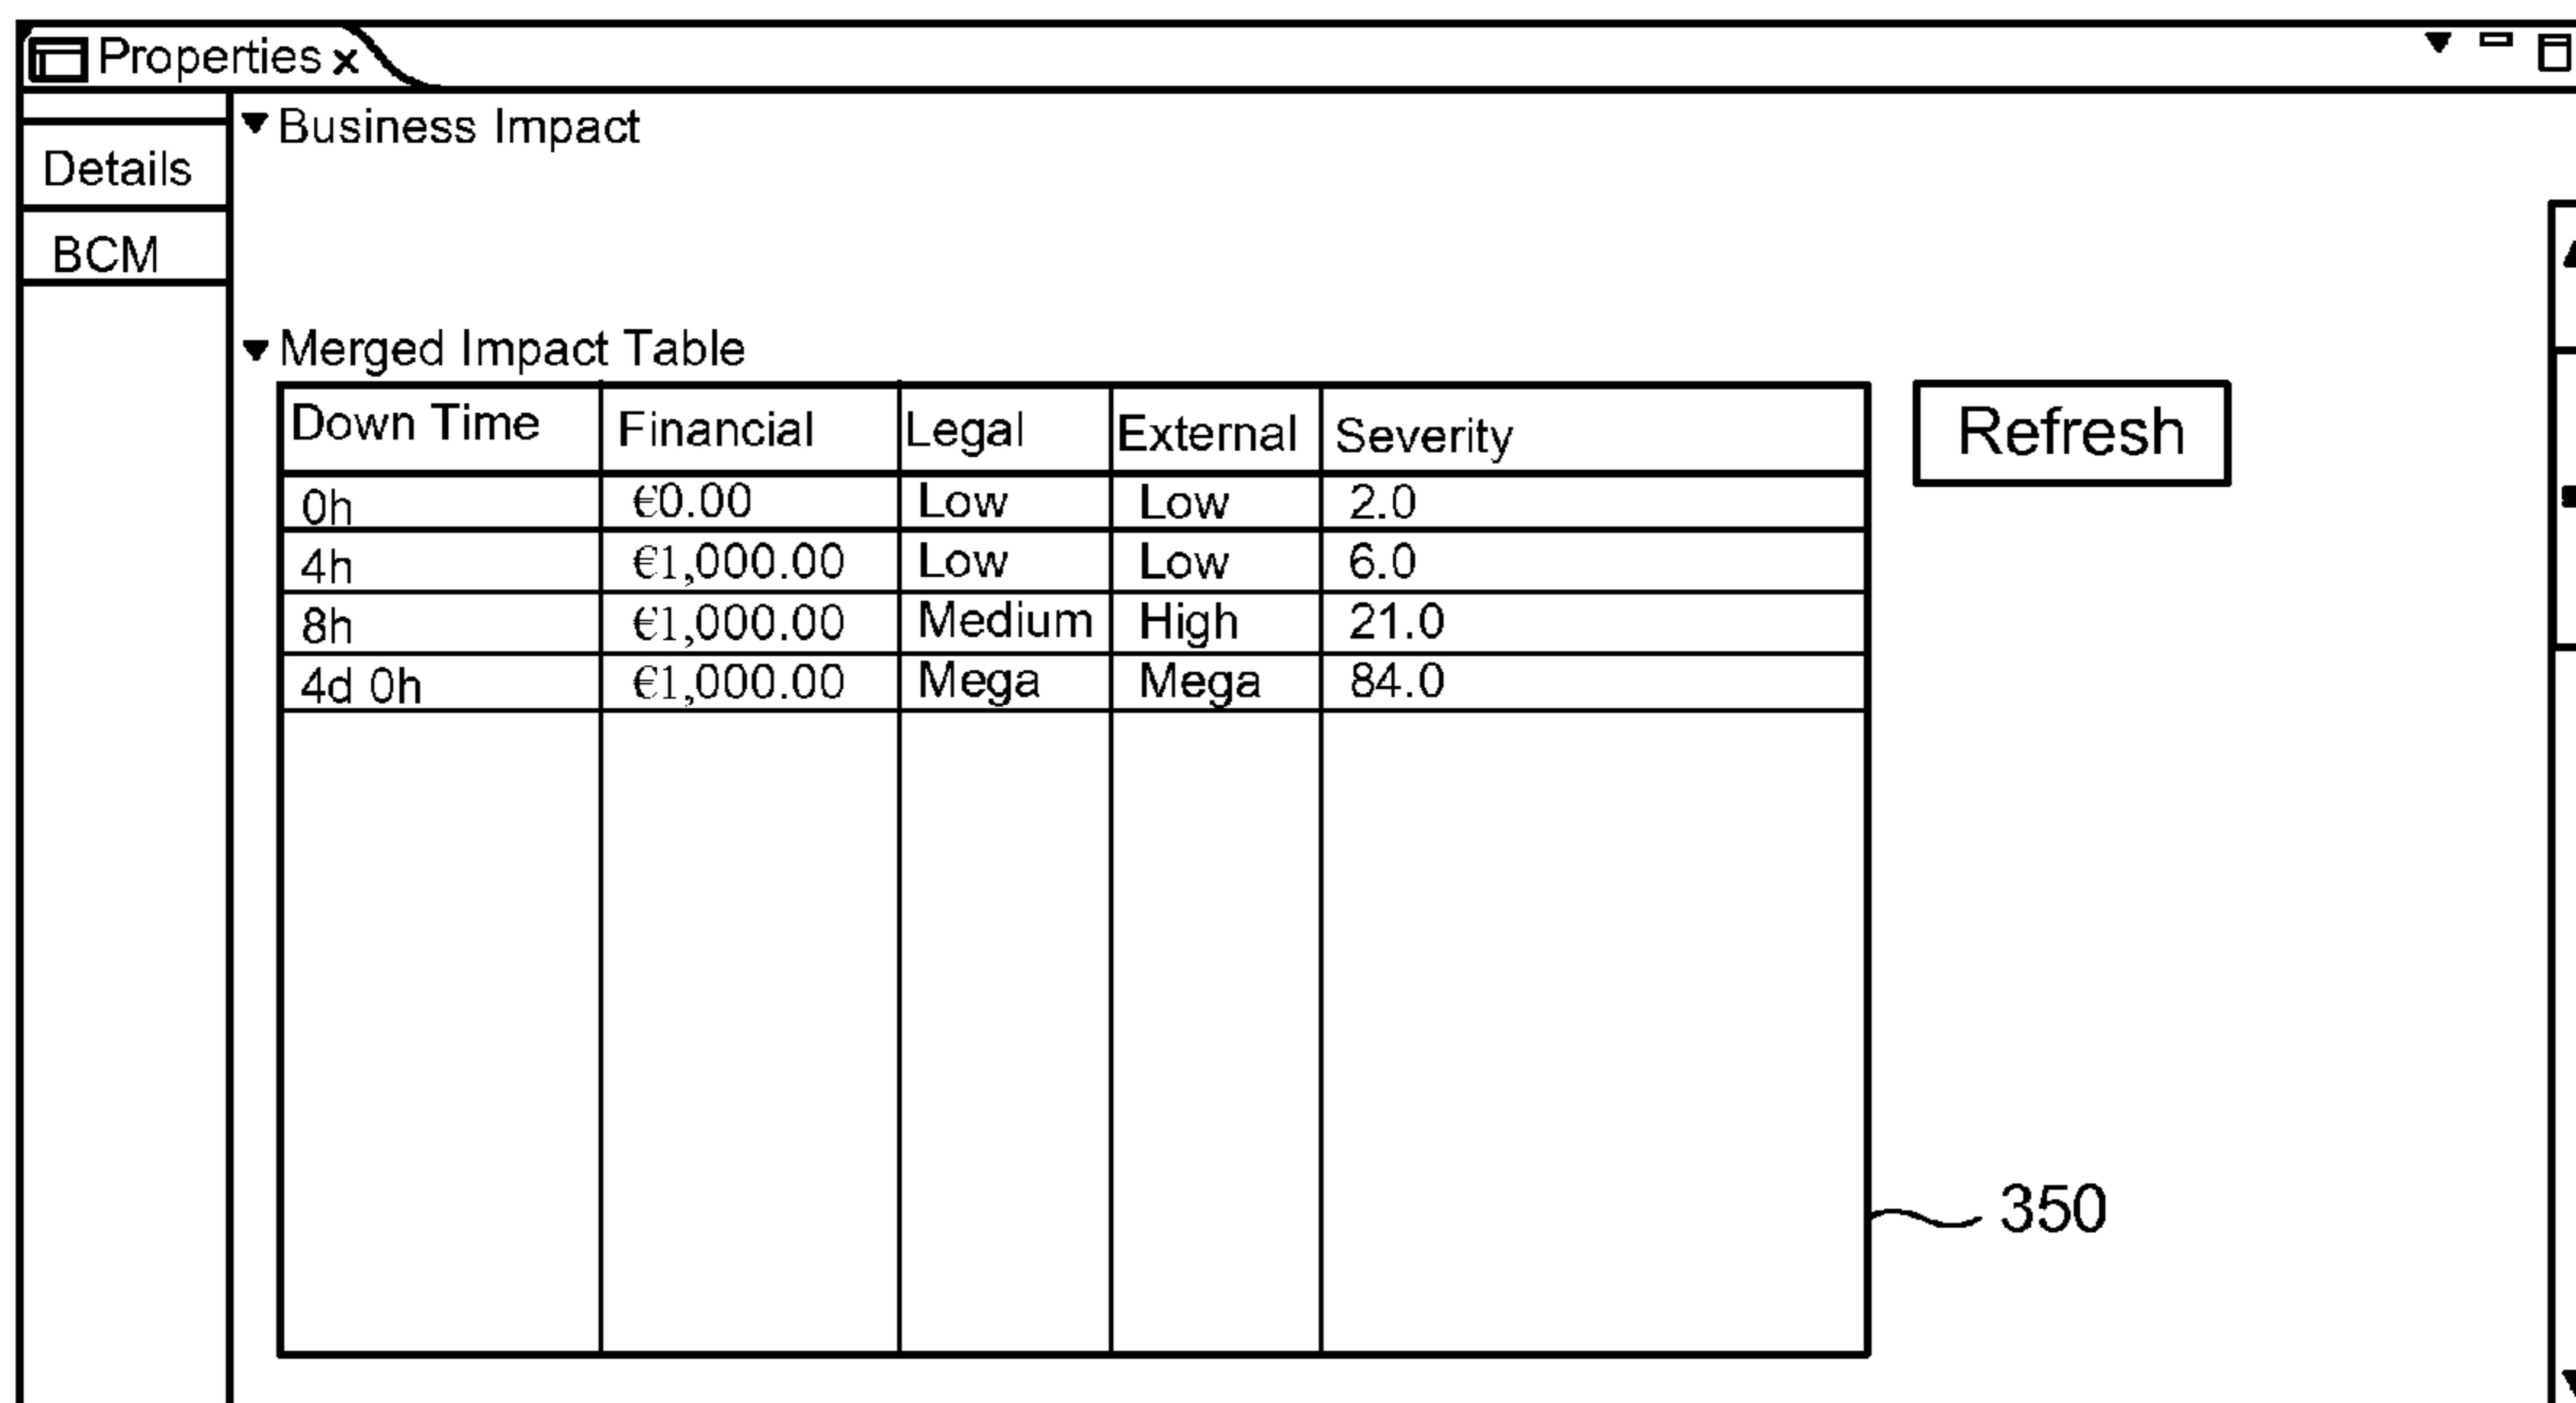 Properties x
Details
BCM
Business Impact
Merged Impact Table
Down Time Financial Legal External Severity
0h €0.00 Low Low 2.0
4h €1,000.00 Low Low 6.0
8h €1,000.00 Medium High 21.0
4d 0h €1,000.00 Mega Mega 84.0
Refresh
350